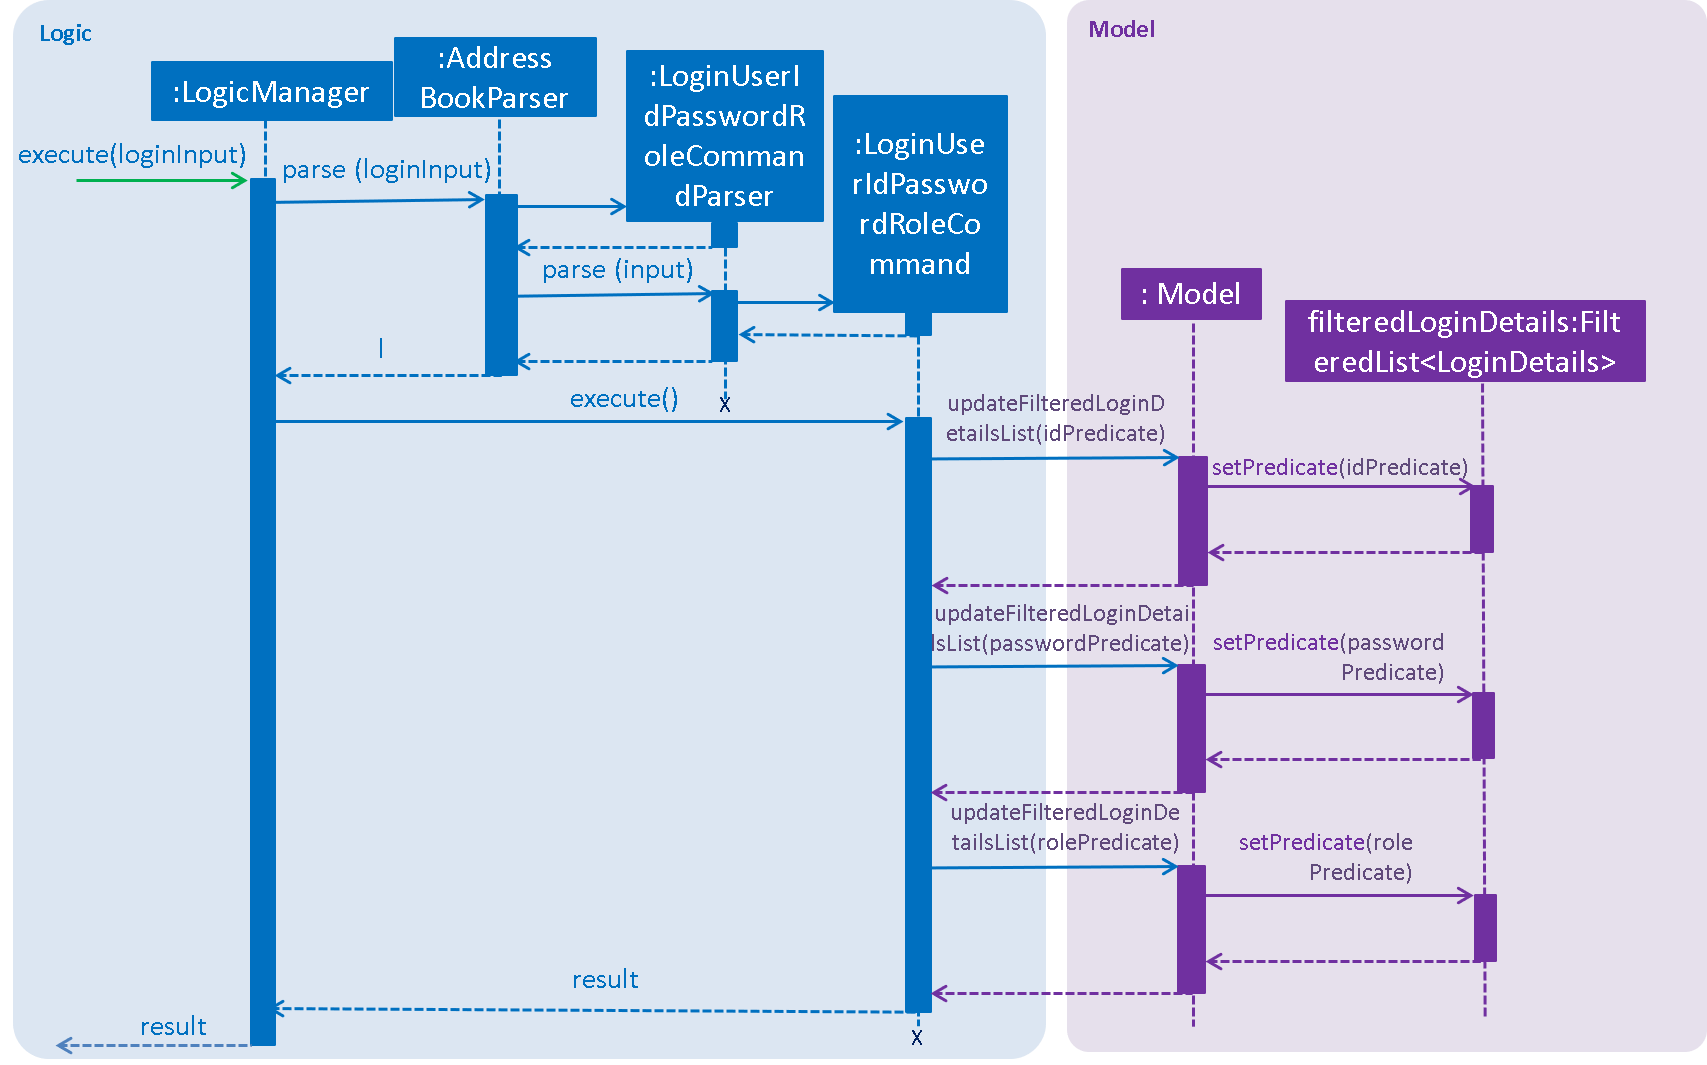 Logic
Model
:LogicManager
:Address
BookParser
:LoginUserI
dPasswordR
oleComman
dParser
:LoginUse
rIdPasswo
rdRoleCo
mmand
: Model
filteredLoginDetails:Filt
eredList<LoginDetails>
execute(loginInput)
parse (loginInput)
parse (input)
l
X
execute()
updateFilteredLoginD
etailsList(idPredicate)
setPredicate(idPredicate)
updateFilteredLoginDetai
lsList(passwordPredicate)
setPredicate(password
Predicate)
updateFilteredLoginDe
tailsList(rolePredicate)
setPredicate(role
Predicate)
result
result
X